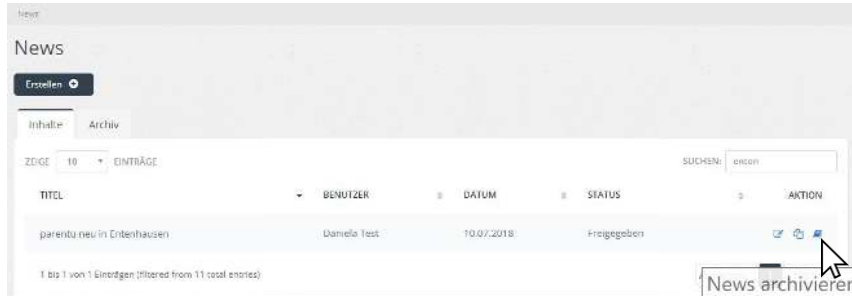 News
News
Erstellen
Inhalte Archiv
ZEIGE 10 EINTRÄGE SUCHEN: enten
TITEL BENUTZER DATUM STATUS AKTION
parentu neu in Entenhausen Daniela Test 10.07.2018 Freigegeben
1 bis 1 von 1 Einträgen (filtered from 11 total entries)
News archivieren